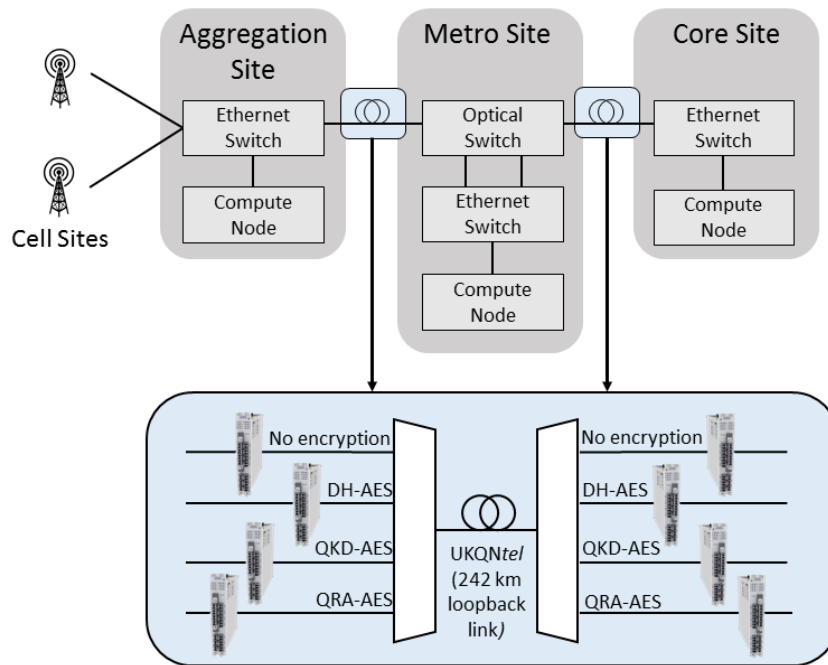 Aggregation
Site
Metro Site
Core Site
Ethernet
Switch
Optical
Switch
Ethernet
Switch
Compute
Node
Ethernet
Switch
Compute
Node
Compute
Node
Cell Sites
No encryption
No encryption
DH-AES
DH-AES
QKD-AES
QKD-AES
UKQNtel
(242 km
loopback
link)
QRA-AES
QRA-AES